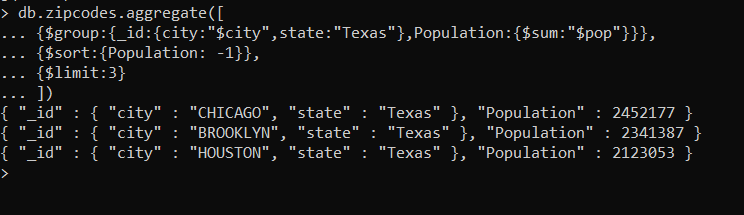 > db.zipcodes.aggregate([
... {$group:{_id:{city:"$city",state:"Texas"},Population:{$sum:"$pop"}}},
... {$sort:{Population: -1}},
... {$limit:3}
... ])
{ "_id" : { "city" : "CHICAGO", "state" : "Texas" }, "Population" : 2452177 }
{ "_id" : { "city" : "BROOKLYN", "state" : "Texas" }, "Population" : 2341387 }
{ "_id" : { "city" : "HOUSTON", "state" : "Texas" }, "Population" : 2123053 }
>